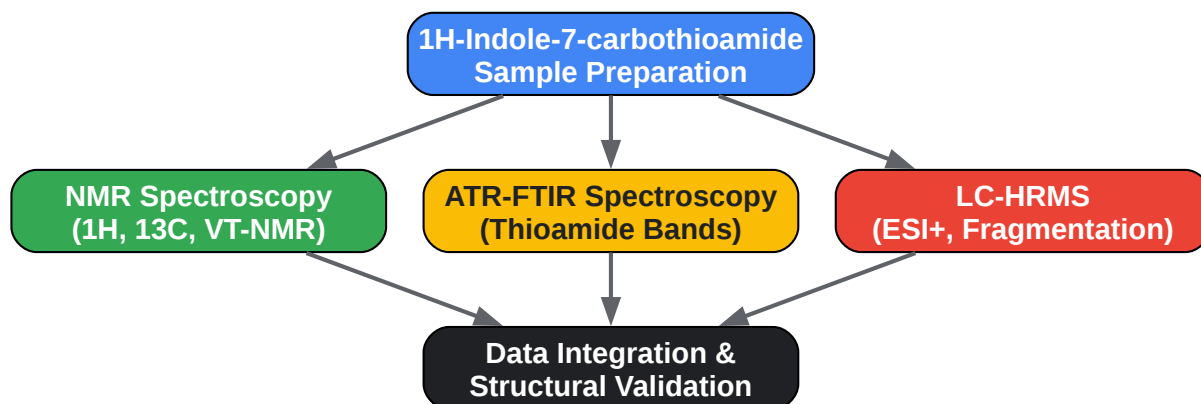 1H-Indole-7-carbothioamide
Sample Preparation
NMR Spectroscopy
(1H, 13C, VT-NMR)
ATR-FTIR Spectroscopy
(Thioamide Bands)
LC-HRMS
(ESI+, Fragmentation)
Data Integration &
Structural Validation